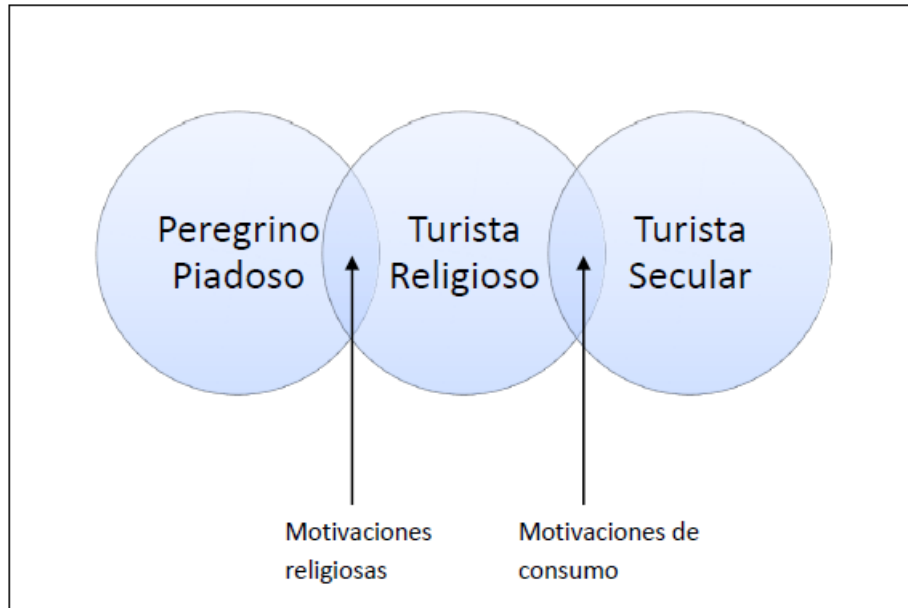 Peregrino
Piadoso
Turista
Religioso
Turista
Secular
Motivaciones
religiosas
Motivaciones de
consumo